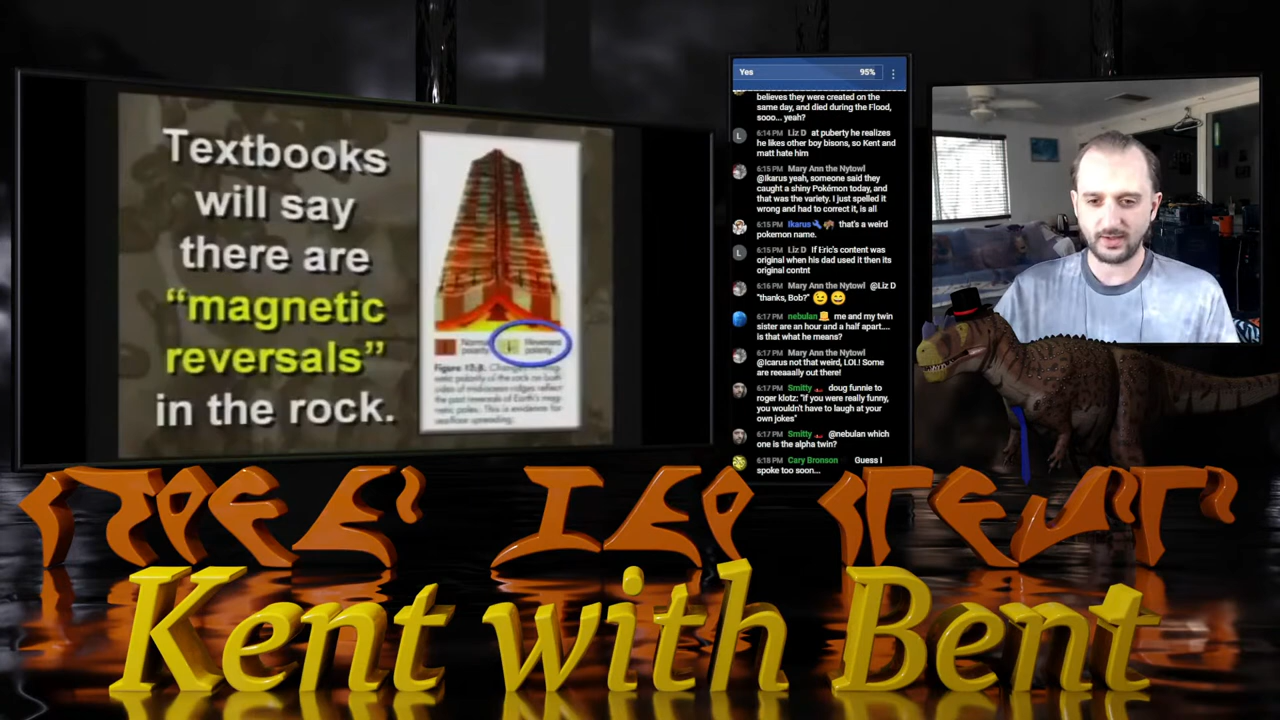 Textbooks
will say
there are
“magnetic
reversals”
in the rock.
Normal
polarity
Reversed
polarity
Yes 95%
believes they were created on the
same day, and died during the Flood,
sooo... yeah?
6:14 PM Liz D at puberty he realizes
he likes other boy bisons, so Kent and
matt hate him
6:15 PM Mary Ann the Nytowl
@Ikarus yeah, someone said they
caught a shiny Pokémon today, and
that was the variety. I just spelled it
wrong and had to correct it, is all
6:15 PM Ikarus that's a weird
pokemon name.
6:15 PM Liz D If Eric's content was
original when his dad used it then its
original contnt
6:16 PM Mary Ann the Nytowl @Liz D
"thanks, Bob?" 😉 😄
6:17 PM nebulan me and my twin
sister are an hour and a half apart....
is that what he means?
6:17 PM Mary Ann the Nytowl
@Icarus not that weird, LOL! Some
are reeaaally out there!
6:17 PM Smitty doug funnie to
roger klotz: "if you were really funny,
you wouldn't have to laugh at your
own jokes"
6:17 PM Smitty @nebulan which
one is the alpha twin?
6:18 PM Cary Bronson Guess I
spoke too soon...
Kent with Bent